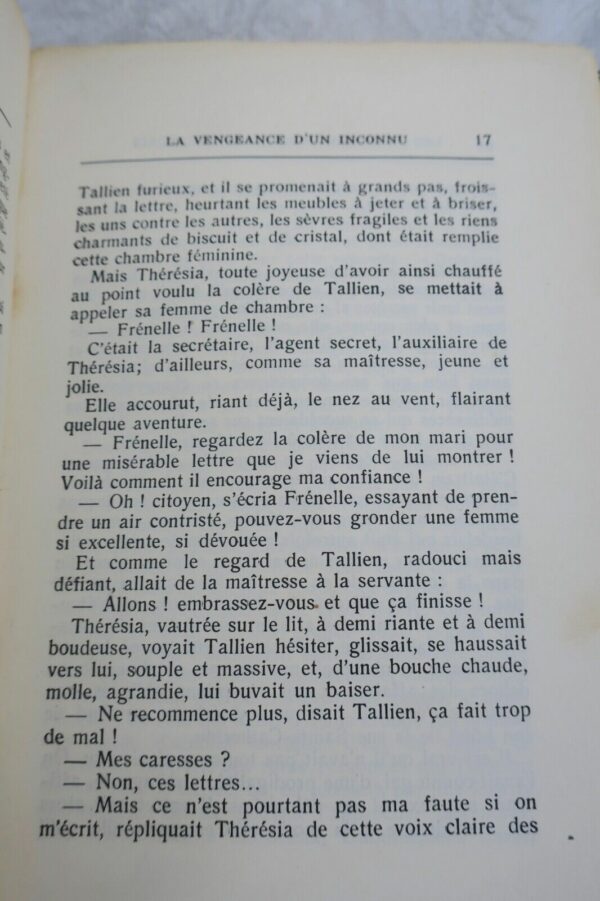 LA VENGEANCE D'UN INCONNU 17
Tallien furieux, et il se promenait à grands pas, frois-
sant la lettre, heurtant les meubles à jeter et à briser,
les uns contre les autres, les sèvres fragiles et les riens
charmants de biscuit et de cristal, dont était remplie
cette chambre féminine.
Mais Thérésia, toute joyeuse d'avoir ainsi chauffé
au point voulu la colère de Tallien, se mettait à
appeler sa femme de chambre :
— Frénelle ! Frénelle !
C'était la secrétaire, l'agent secret, l'auxiliaire de
Thérésia; d'ailleurs, comme sa maîtresse, jeune et
jolie.
Elle accourut, riant déjà, le nez au vent, flairant
quelque aventure.
— Frénelle, regardez la colère de mon mari pour
une misérable lettre que je viens de lui montrer !
Voilà comment il encourage ma confiance !
— Oh ! citoyen, s'écria Frénelle, essayant de pren-
dre un air contristé, pouvez-vous gronder une femme
si excellente, si dévouée !
Et comme le regard de Tallien, radouci mais
défiant, allait de la maîtresse à la servante :
— Allons ! embrassez-vous et que ça finisse !
Thérésia, vautrée sur le lit, à demi riante et à demi
boudeuse, voyait Tallien hésiter, glissait, se haussait
vers lui, souple et massive, et, d'une bouche chaude,
molle, agrandie, lui buvait un baiser.
— Ne recommence plus, disait Tallien, ça fait trop
de mal !
— Mes caresses ?
— Non, ces lettres...
— Mais ce n'est pourtant pas ma faute si on
m'écrit, répliquait Thérésia de cette voix claire des